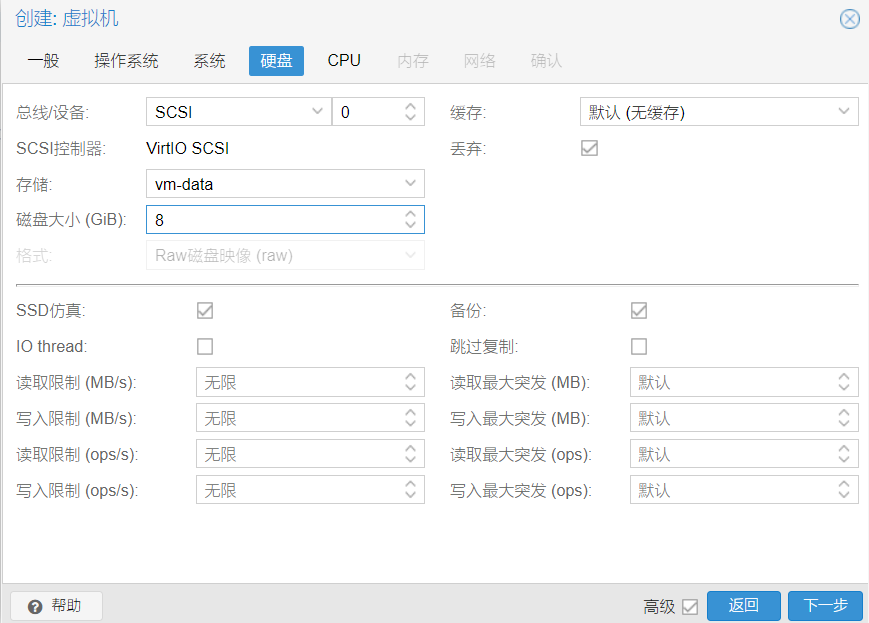 创建: 虚拟机
一般 操作系统 系统 硬盘 CPU 内存 网络 确认
总线/设备: SCSI 0 缓存: 默认 (无缓存)
SCSI控制器: VirtIO SCSI 丢弃:
存储: vm-data
磁盘大小 (GiB): 8
格式: Raw磁盘映像 (raw)
SSD仿真: 备份:
IO thread: 跳过复制:
读取限制 (MB/s): 无限 读取最大突发 (MB): 默认
写入限制 (MB/s): 无限 写入最大突发 (MB): 默认
读取限制 (ops/s): 无限 读取最大突发 (ops): 默认
写入限制 (ops/s): 无限 写入最大突发 (ops): 默认
帮助 高级 返回 下一步